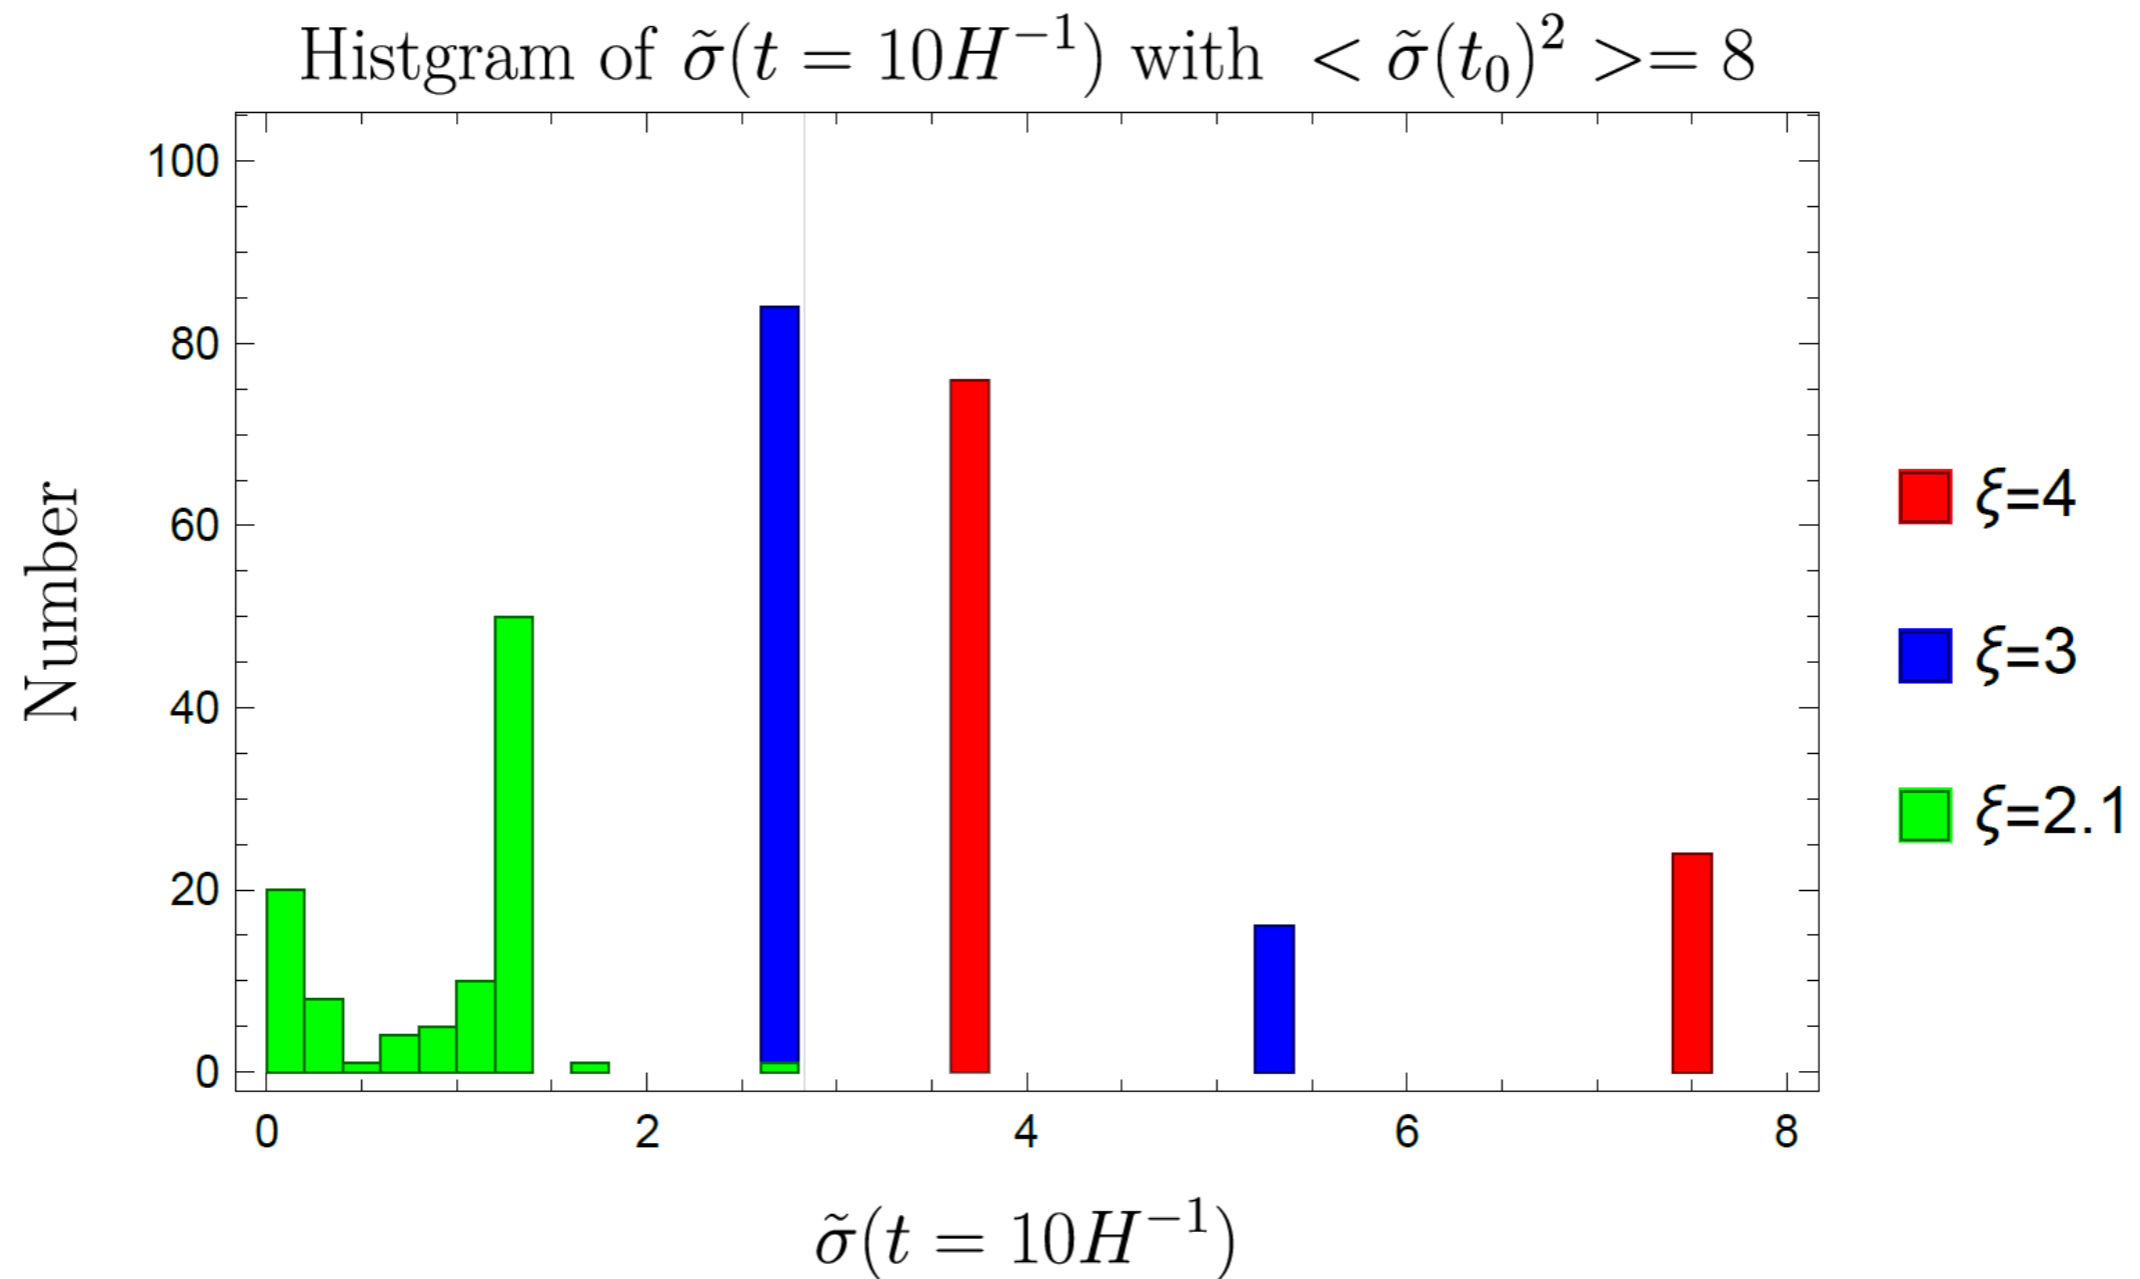 Histgram of σ̃(t = 10H⁻¹) with < σ̃(t₀)² >= 8
Number
100
80
60
40
20
0
0 2 4 6 8
σ̃(t = 10H⁻¹)
ξ=4
ξ=3
ξ=2.1